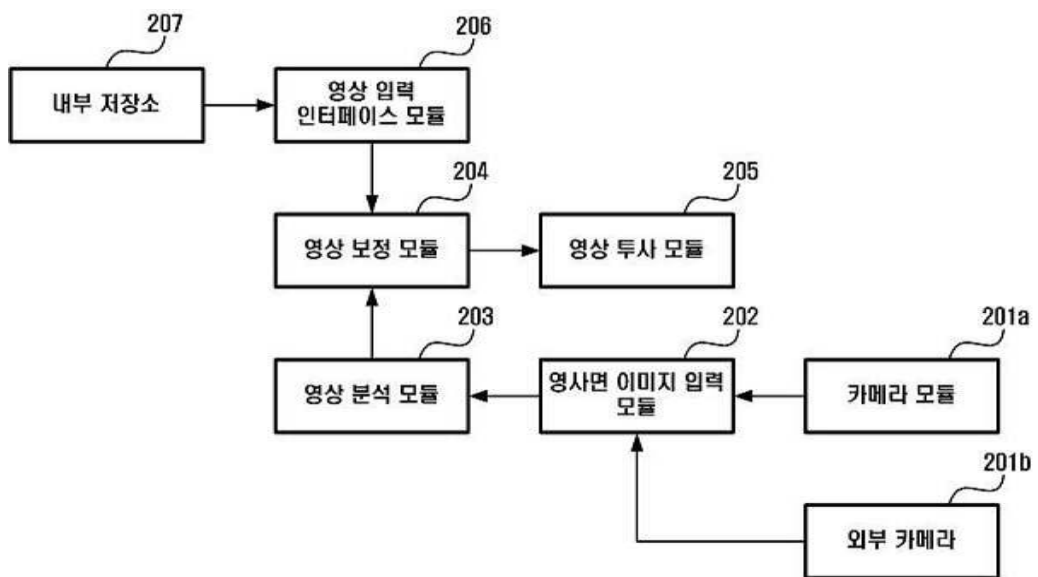 207
206
내부 저장소
영상 입력
인터페이스 모듈
204
205
영상 보정 모듈
영상 투사 모듈
203
202
201a
영상 분석 모듈
영사면 이미지 입력
모듈
카메라 모듈
201b
외부 카메라